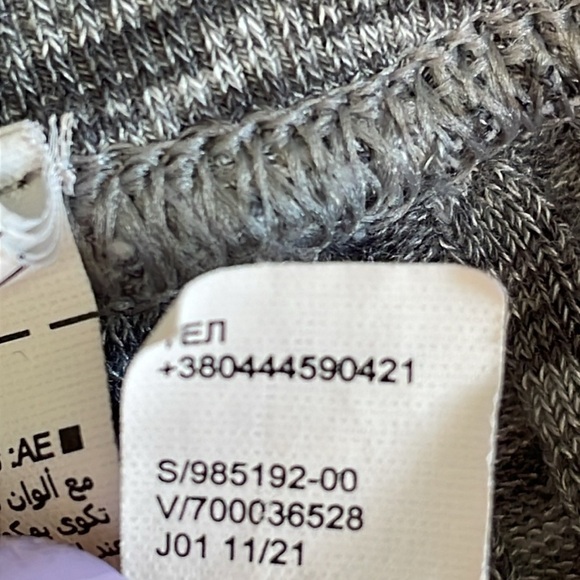 ТЕЛ
+380444590421
S/985192-00
V/700036528
J01 11/21
:AE
مع ألوان
تكوى